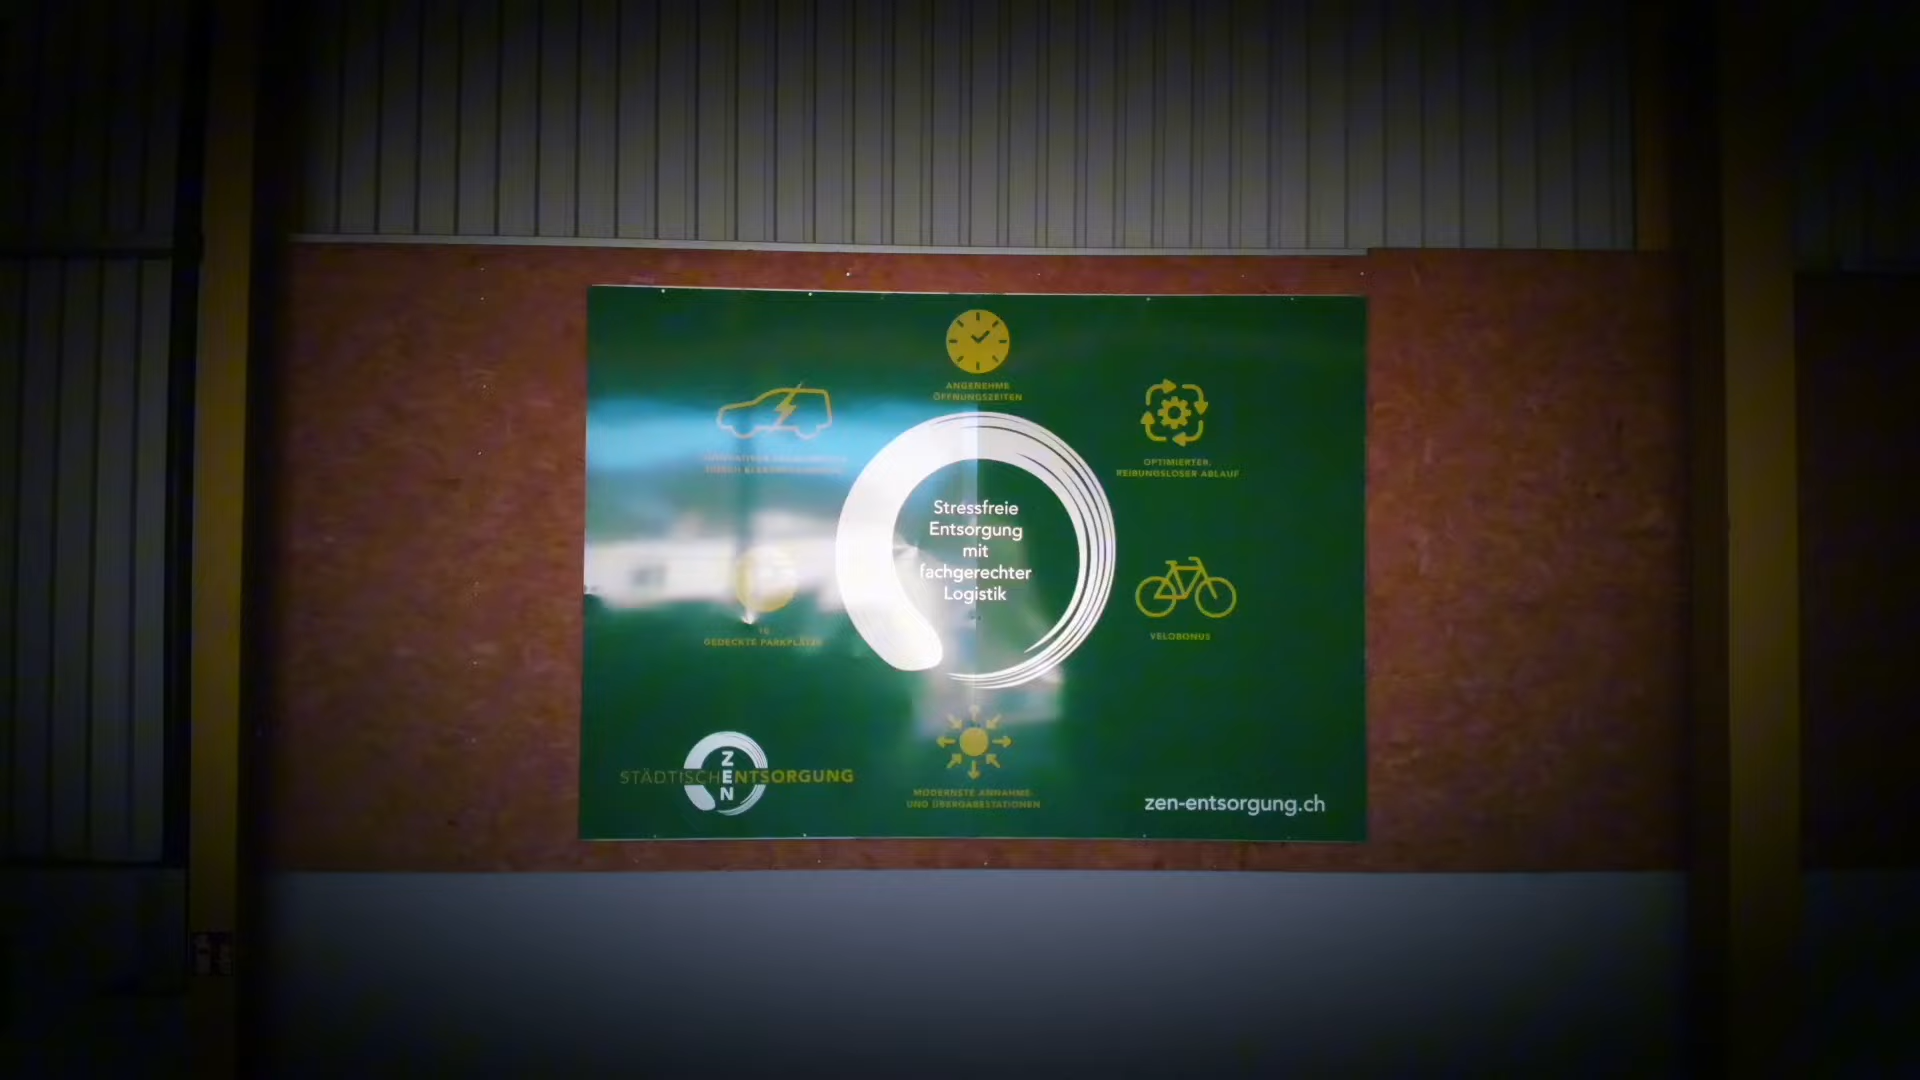 ANGENEHME
ÖFFNUNGSZEITEN
OPTIMIERTER,
REIBUNGSLOSER ABLAUF
Stressfreie
Entsorgung
mit
fachgerechter
Logistik
GEDECKTE PARKPLÄTZE
VELOBONUS
ZEN
STÄDTISCHENTSORGUNG
MODERNSTE ANNAHME-
UND ÜBERGABESTATIONEN
zen-entsorgung.ch